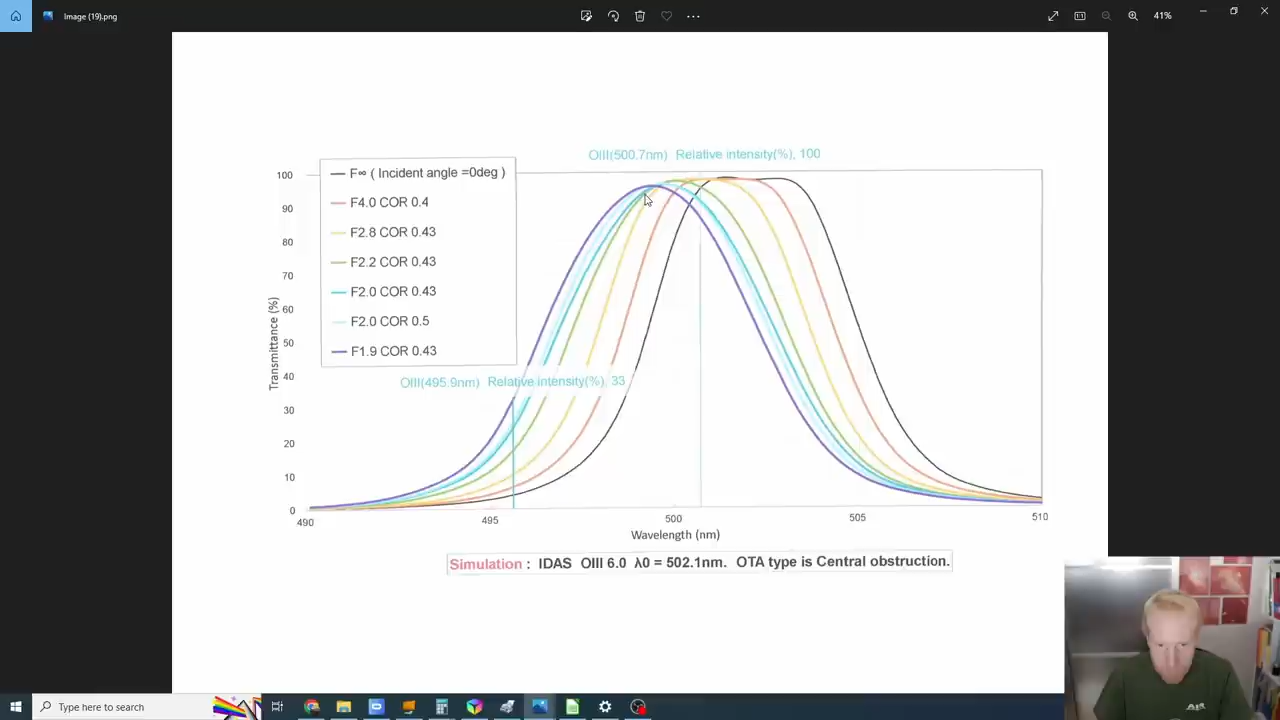 Image (19).png
41%
OIII(500.7nm) Relative intensity(%), 100
F∞ ( Incident angle =0deg )
F4.0 COR 0.4
F2.8 COR 0.43
F2.2 COR 0.43
F2.0 COR 0.43
F2.0 COR 0.5
F1.9 COR 0.43
OIII(495.9nm) Relative intensity(%), 33
Transmittance (%)
100
90
80
70
60
50
40
30
20
10
0
490
495
500
505
510
Wavelength (nm)
Simulation : IDAS OIII 6.0 λ0 = 502.1nm. OTA type is Central obstruction.
Type here to search